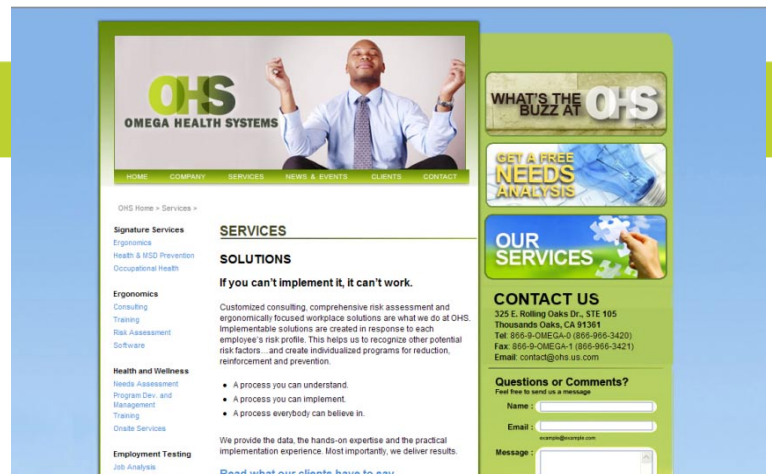 OHS
OMEGA HEALTH SYSTEMS
HOME COMPANY SERVICES NEWS & EVENTS CLIENTS CONTACT
OHS Home > Services >
Signature Services
Ergonomics
Health & MSD Prevention
Occupational Health
Ergonomics
Consulting
Training
Risk Assessment
Software
Health and Wellness
Needs Assessment
Program Dev. and
Management
Training
Onsite Services
Employment Testing
Job Analysis
SERVICES
SOLUTIONS
If you can't implement it, it can't work.
Customized consulting, comprehensive risk assessment and
ergonomically focused workplace solutions are what we do at OHS.
Implementable solutions are created in response to each
employee's risk profile. This helps us to recognize other potential
risk factors...and create individualized programs for reduction,
reinforcement and prevention.
• A process you can understand.
• A process you can implement.
• A process everybody can believe in.
We provide the data, the hands-on expertise and the practical
implementation experience. Most importantly, we deliver results.
Read what our clients have to say
WHAT'S THE
BUZZ AT OHS
GET A FREE
NEEDS
ANALYSIS
OUR
SERVICES
CONTACT US
325 E. Rolling Oaks Dr., STE 105
Thousands Oaks, CA 91361
Tel: 866-9-OMEGA-0 (866-966-3420)
Fax: 866-9-OMEGA-1 (866-966-3421)
Email: contact@ohs.us.com
Questions or Comments?
Feel free to send us a message
Name :
Email :
example@example.com
Message :